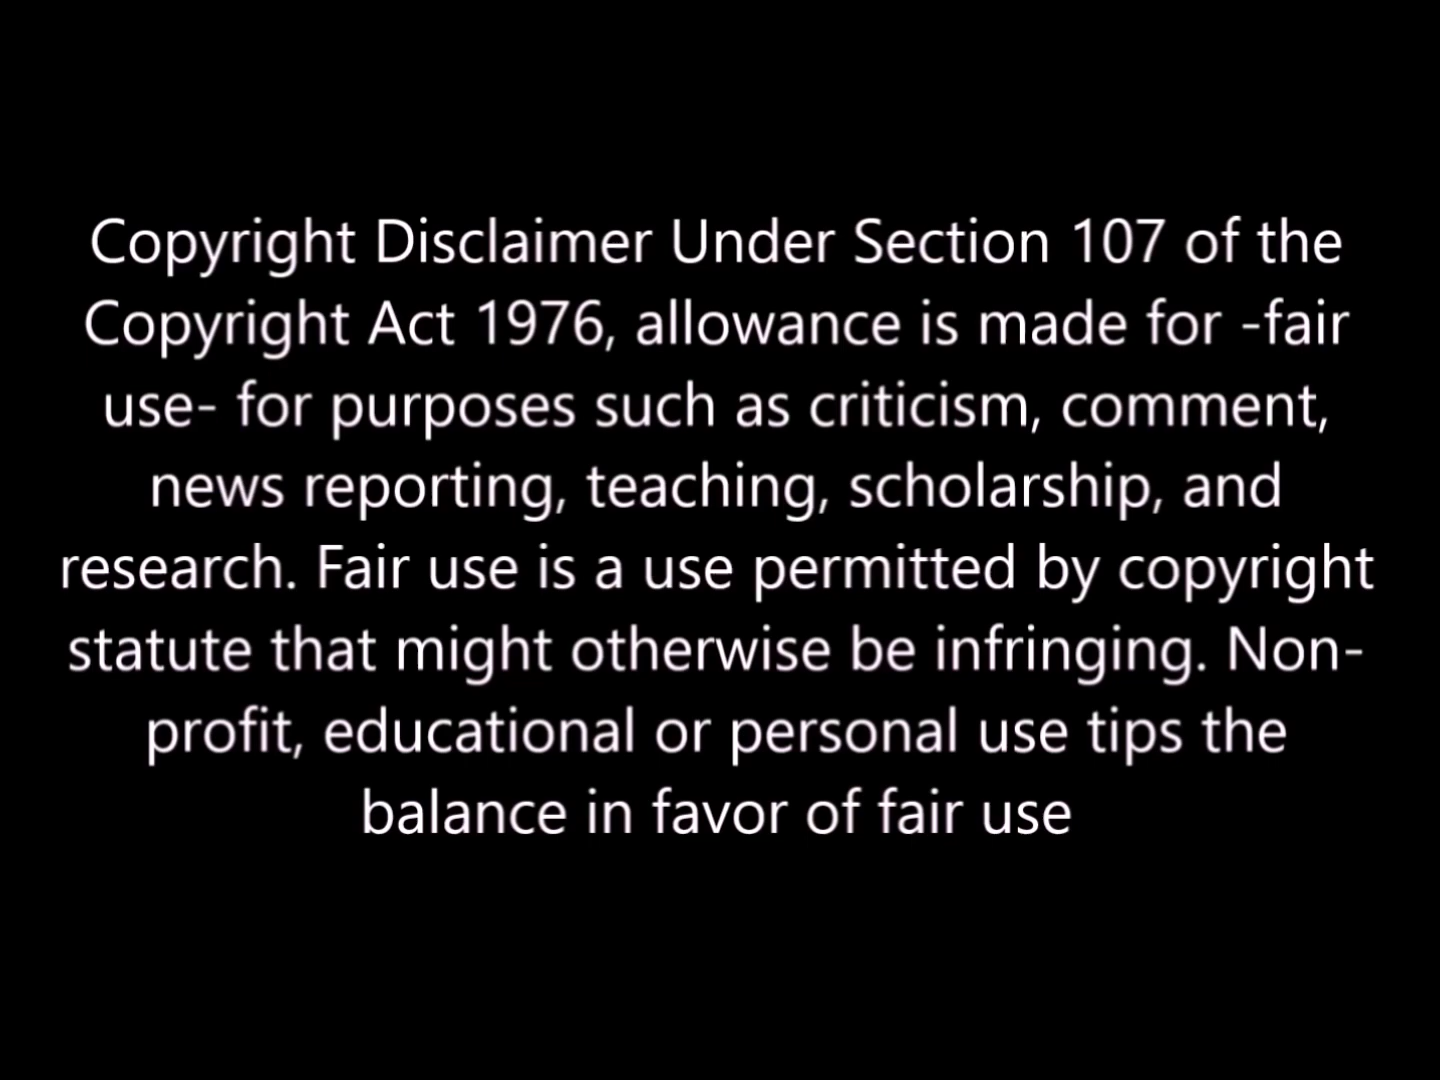 Copyright Disclaimer Under Section 107 of the
Copyright Act 1976, allowance is made for -fair
use- for purposes such as criticism, comment,
news reporting, teaching, scholarship, and
research. Fair use is a use permitted by copyright
statute that might otherwise be infringing. Non-
profit, educational or personal use tips the
balance in favor of fair use